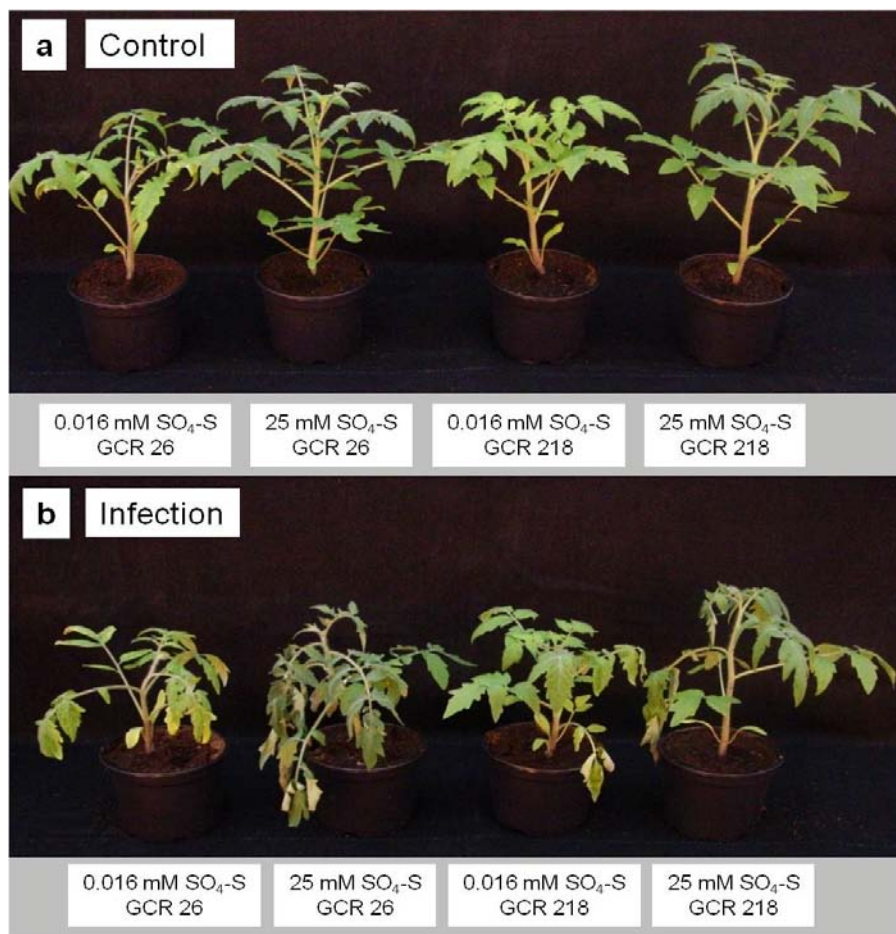 a Control
0.016 mM SO₄-S
GCR 26
25 mM SO₄-S
GCR 26
0.016 mM SO₄-S
GCR 218
25 mM SO₄-S
GCR 218
b Infection
0.016 mM SO₄-S
GCR 26
25 mM SO₄-S
GCR 26
0.016 mM SO₄-S
GCR 218
25 mM SO₄-S
GCR 218